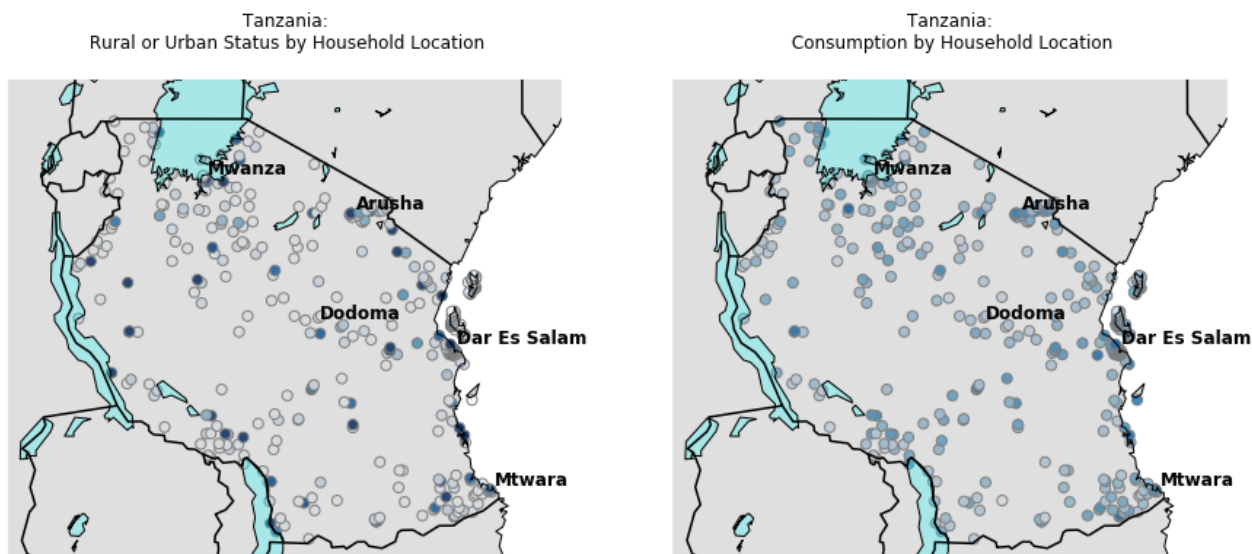 Tanzania:
Rural or Urban Status by Household Location
Mwanza
Arusha
Dodoma
Dar Es Salam
Mtwara
Tanzania:
Consumption by Household Location
Mwanza
Arusha
Dodoma
Dar Es Salam
Mtwara